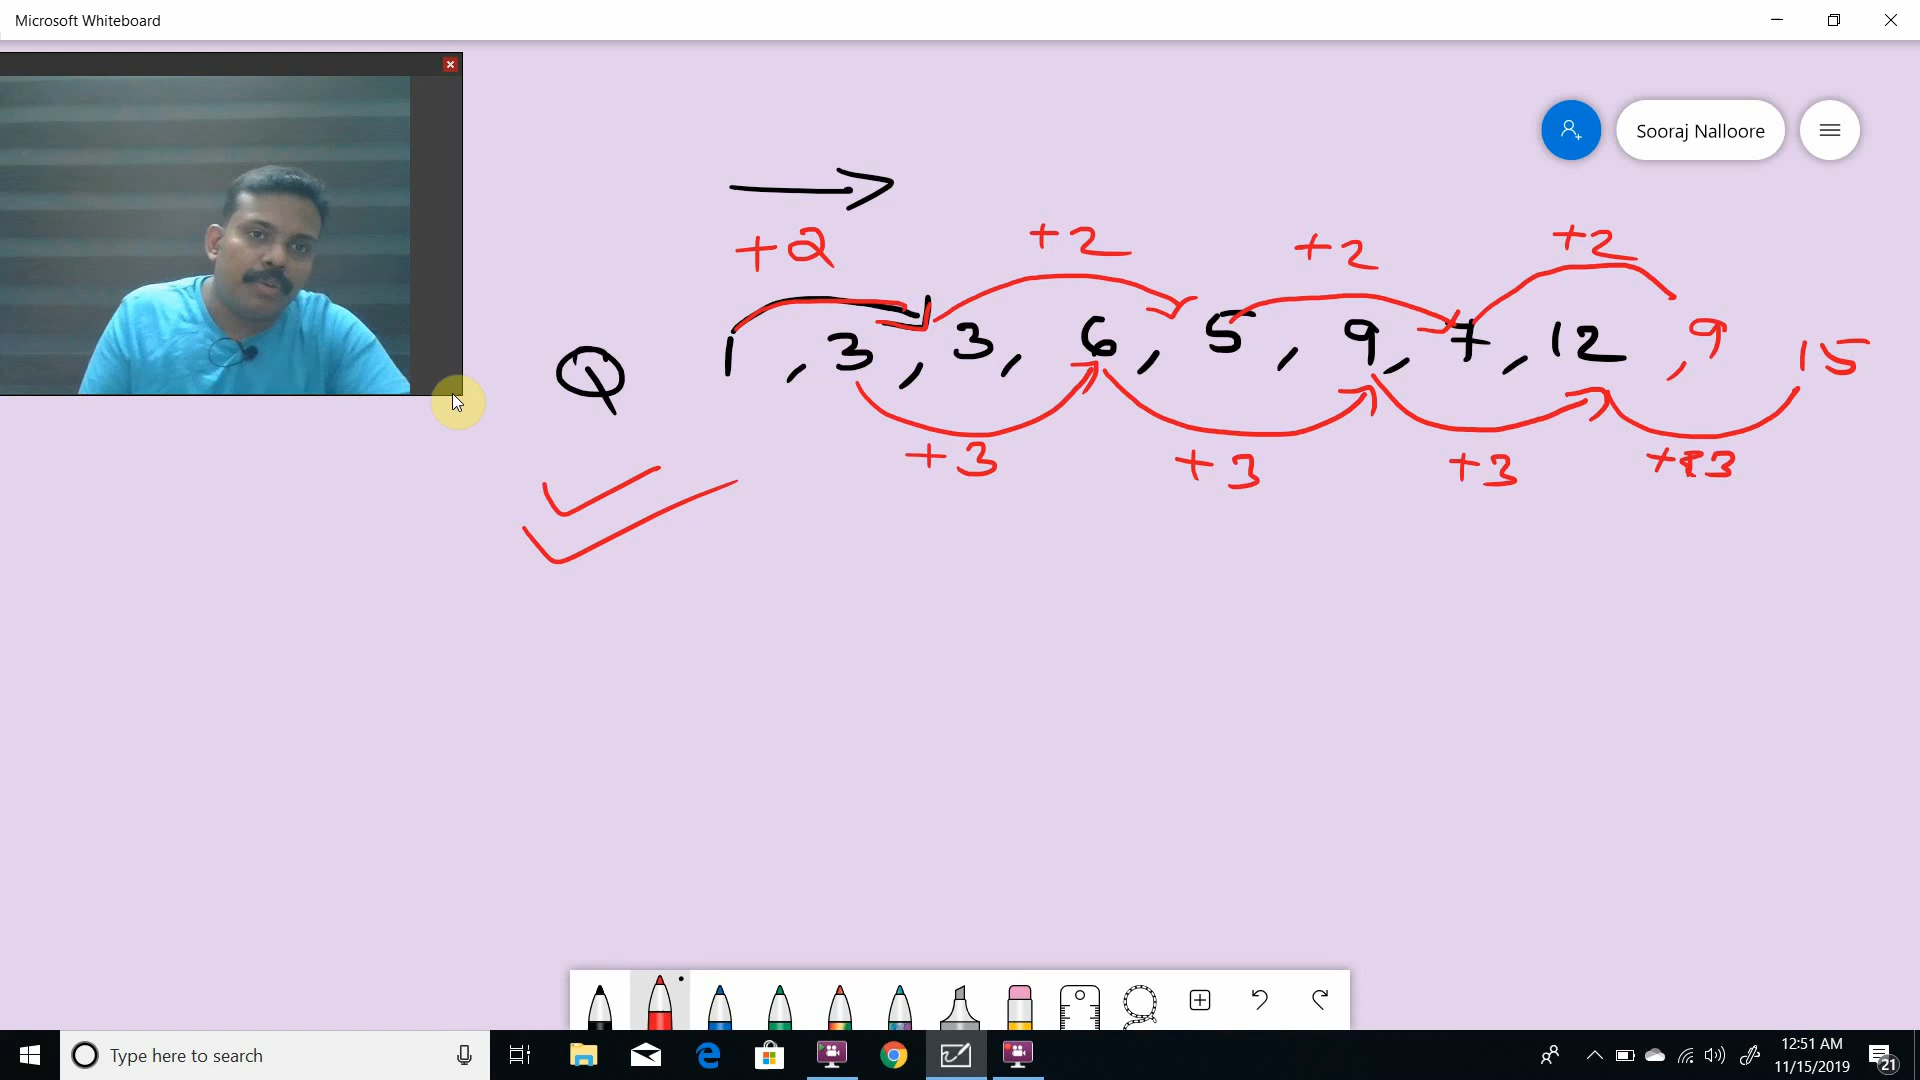 Microsoft Whiteboard
Sooraj Nalloore
+2 +2 +2 +2
Q 1, 3, 3, 6, 5, 9, 7, 12, 9 15
+3 +3 +3 +3
Type here to search
12:51 AM
11/15/2019
21